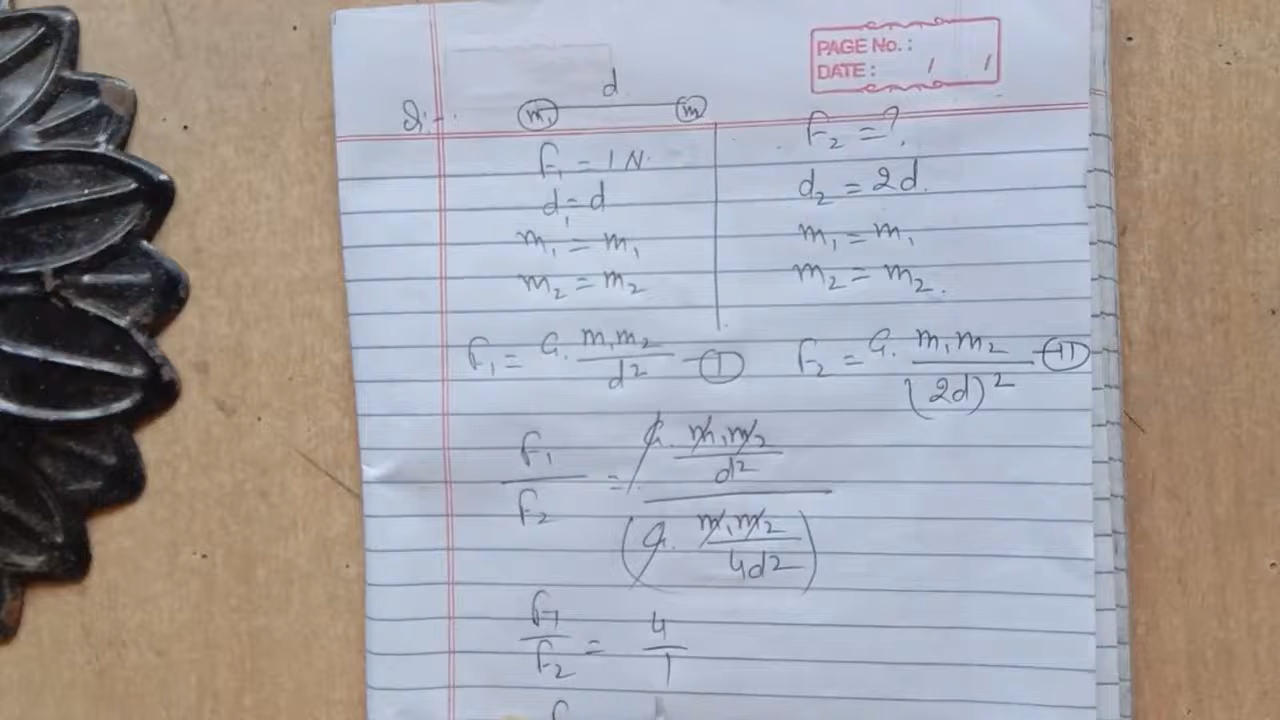 PAGE No. :
DATE : / /
d
Q:- m₁ m₂
F₁ = 1 N.
d₁ = d
m₁ = m₁
m₂ = m₂
F₂ = ?
d₂ = 2d.
m₁ = m₁
m₂ = m₂.
F₁ = G. m₁m₂ / d² — I
F₂ = G. m₁m₂ / (2d)² — II
F₁ / F₂ = G. m₁m₂ / d² / (G. m₁m₂ / 4d²)
F₁ / F₂ = 4 / 1